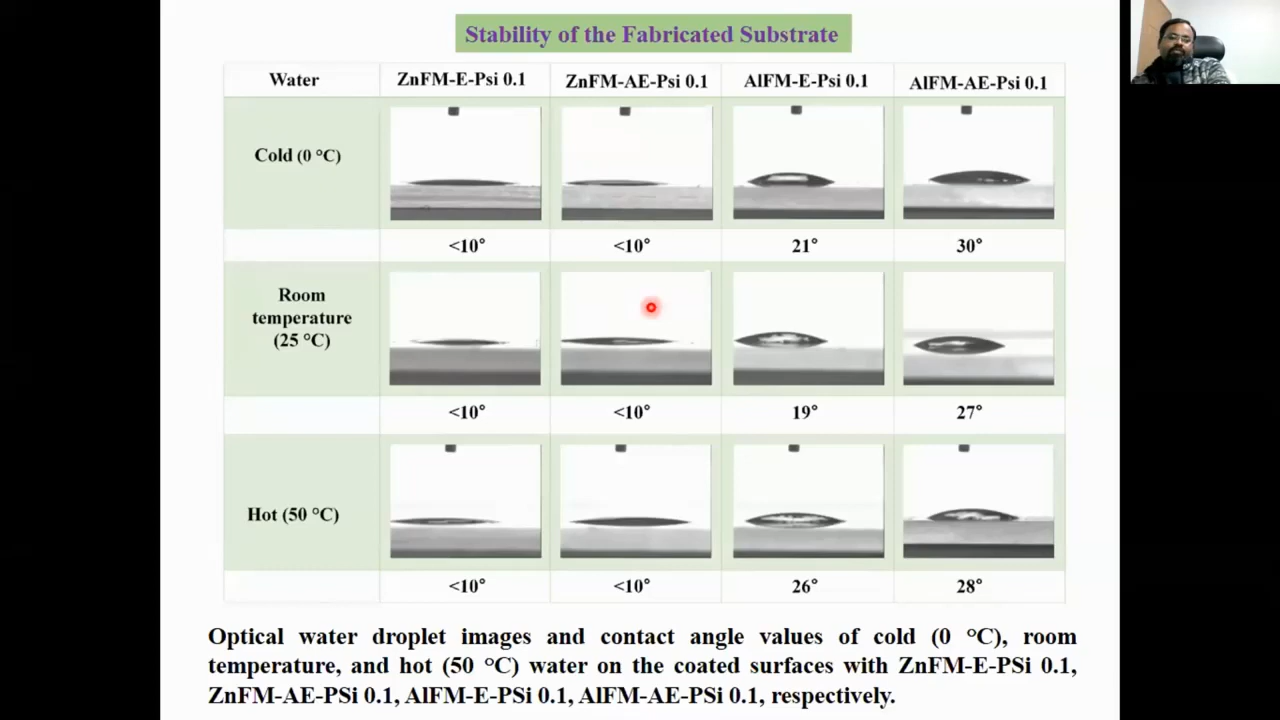 Stability of the Fabricated Substrate
Water ZnFM-E-Psi 0.1 ZnFM-AE-Psi 0.1 AlFM-E-Psi 0.1 AlFM-AE-Psi 0.1
Cold (0 °C)
<10° <10° 21° 30°
Room
temperature
(25 °C)
<10° <10° 19° 27°
Hot (50 °C)
<10° <10° 26° 28°
Optical water droplet images and contact angle values of cold (0 °C), room
temperature, and hot (50 °C) water on the coated surfaces with ZnFM-E-PSi 0.1,
ZnFM-AE-PSi 0.1, AlFM-E-PSi 0.1, AlFM-AE-PSi 0.1, respectively.